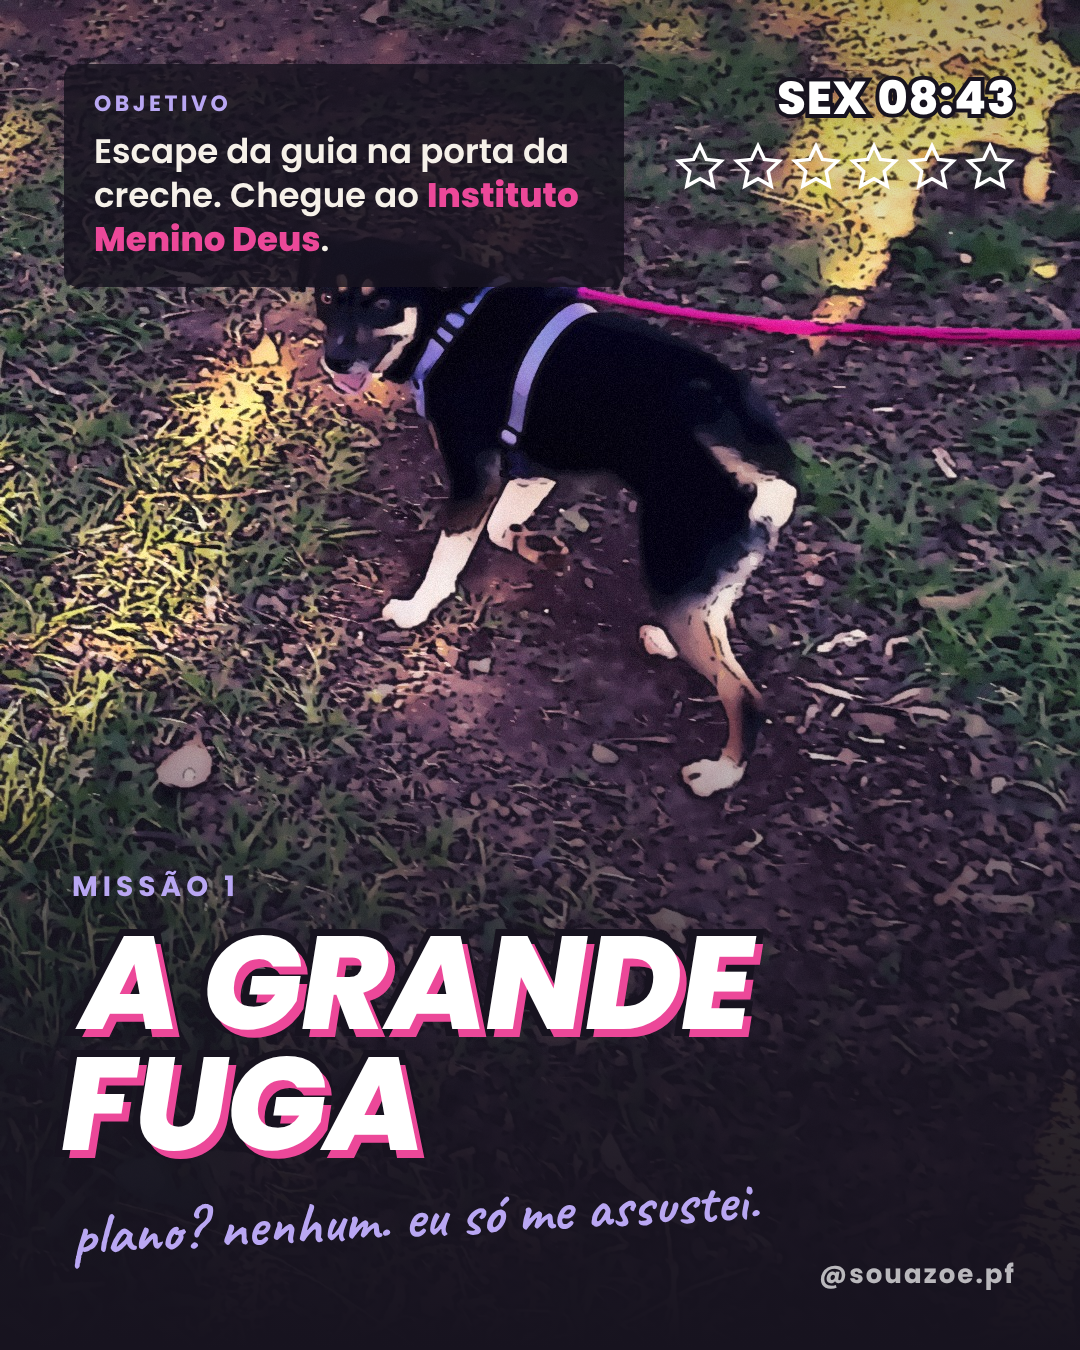 OBJETIVO
Escape da guia na porta da
creche. Chegue ao Instituto
Menino Deus.
SEX 08:43
MISSÃO 1
A GRANDE
FUGA
plano? nenhum. eu só me assustei.
@souazoe.pf